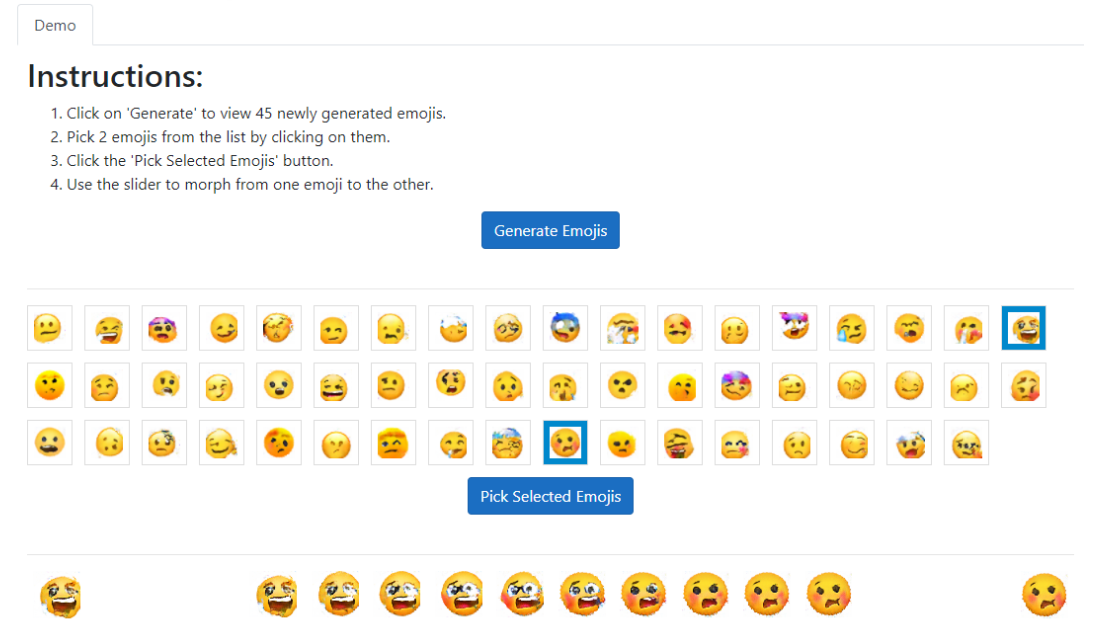 Demo
Instructions:
1. Click on 'Generate' to view 45 newly generated emojis.
2. Pick 2 emojis from the list by clicking on them.
3. Click the 'Pick Selected Emojis' button.
4. Use the slider to morph from one emoji to the other.
Generate Emojis
Pick Selected Emojis